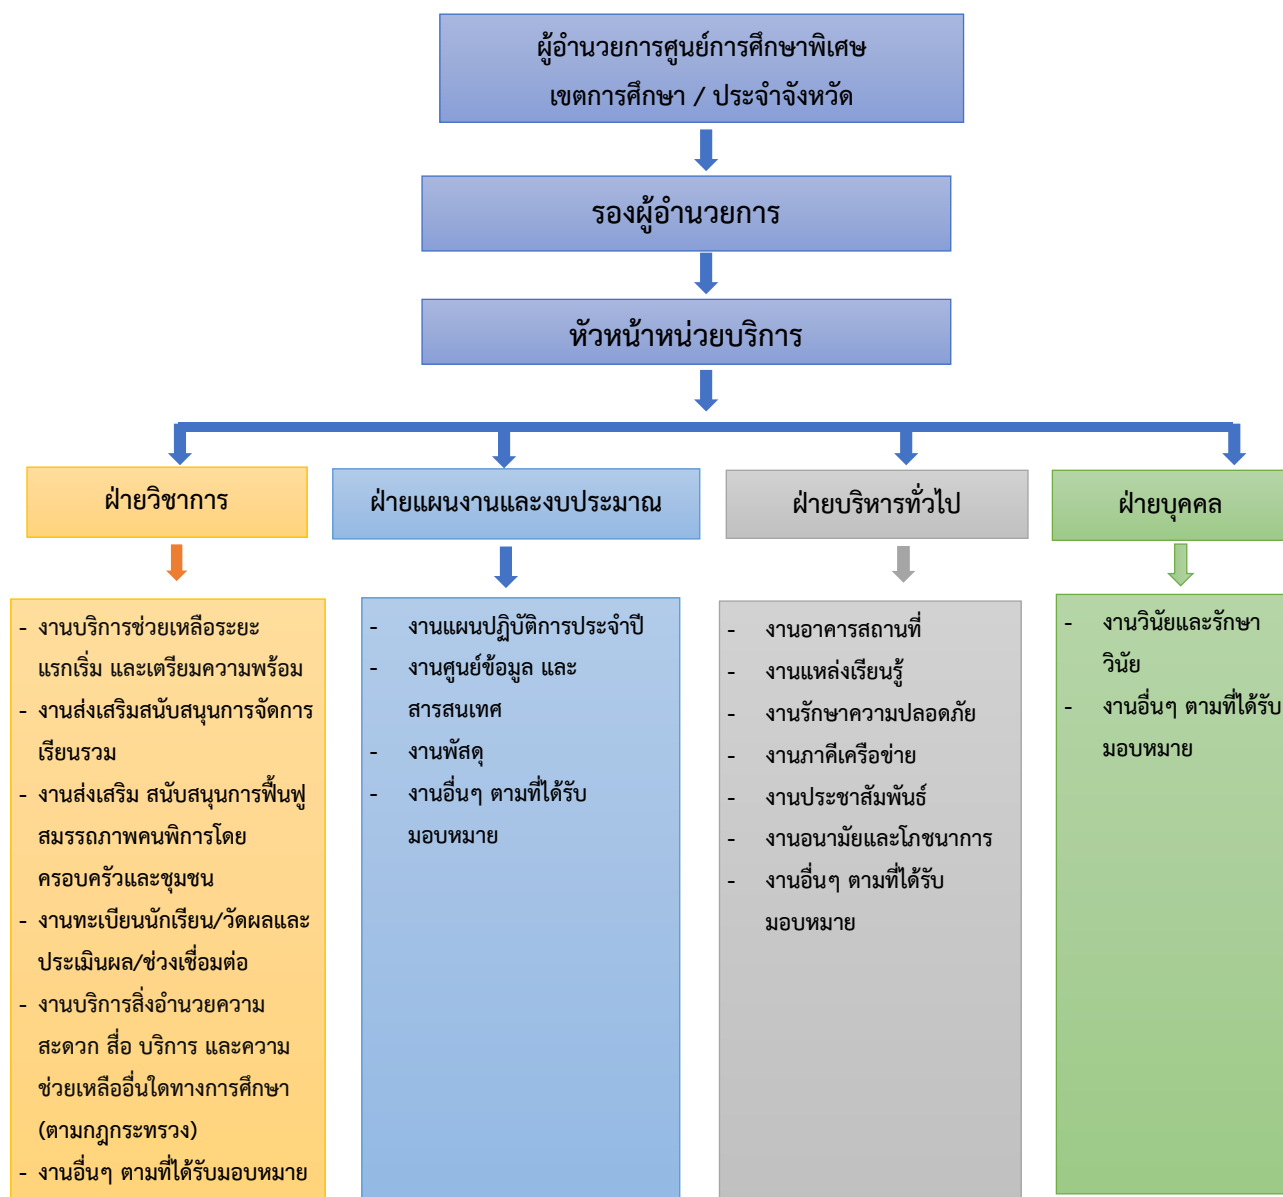 ผู้อำนวยการศูนย์การศึกษาพิเศษ
เขตการศึกษา / ประจำจังหวัด
รองผู้อำนวยการ
หัวหน้าหน่วยบริการ
ฝ่ายวิชาการ
- งานบริการช่วยเหลือระยะ
แรกเริ่ม และเตรียมความพร้อม
- งานส่งเสริมสนับสนุนการจัดการ
เรียนรวม
- งานส่งเสริม สนับสนุนการฟื้นฟู
สมรรถภาพคนพิการโดย
ครอบครัวและชุมชน
- งานทะเบียนนักเรียน/วัดผลและ
ประเมินผล/ช่วงเชื่อมต่อ
- งานบริการสิ่งอำนวยความ
สะดวก สื่อ บริการ และความ
ช่วยเหลืออื่นใดทางการศึกษา
(ตามกฎกระทรวง)
- งานอื่นๆ ตามที่ได้รับมอบหมาย
ฝ่ายแผนงานและงบประมาณ
- งานแผนปฏิบัติการประจำปี
- งานศูนย์ข้อมูล และ
สารสนเทศ
- งานพัสดุ
- งานอื่นๆ ตามที่ได้รับ
มอบหมาย
ฝ่ายบริหารทั่วไป
- งานอาคารสถานที่
- งานแหล่งเรียนรู้
- งานรักษาความปลอดภัย
- งานภาคีเครือข่าย
- งานประชาสัมพันธ์
- งานอนามัยและโภชนาการ
- งานอื่นๆ ตามที่ได้รับ
มอบหมาย
ฝ่ายบุคคล
- งานวินัยและรักษา
วินัย
- งานอื่นๆ ตามที่ได้รับ
มอบหมาย